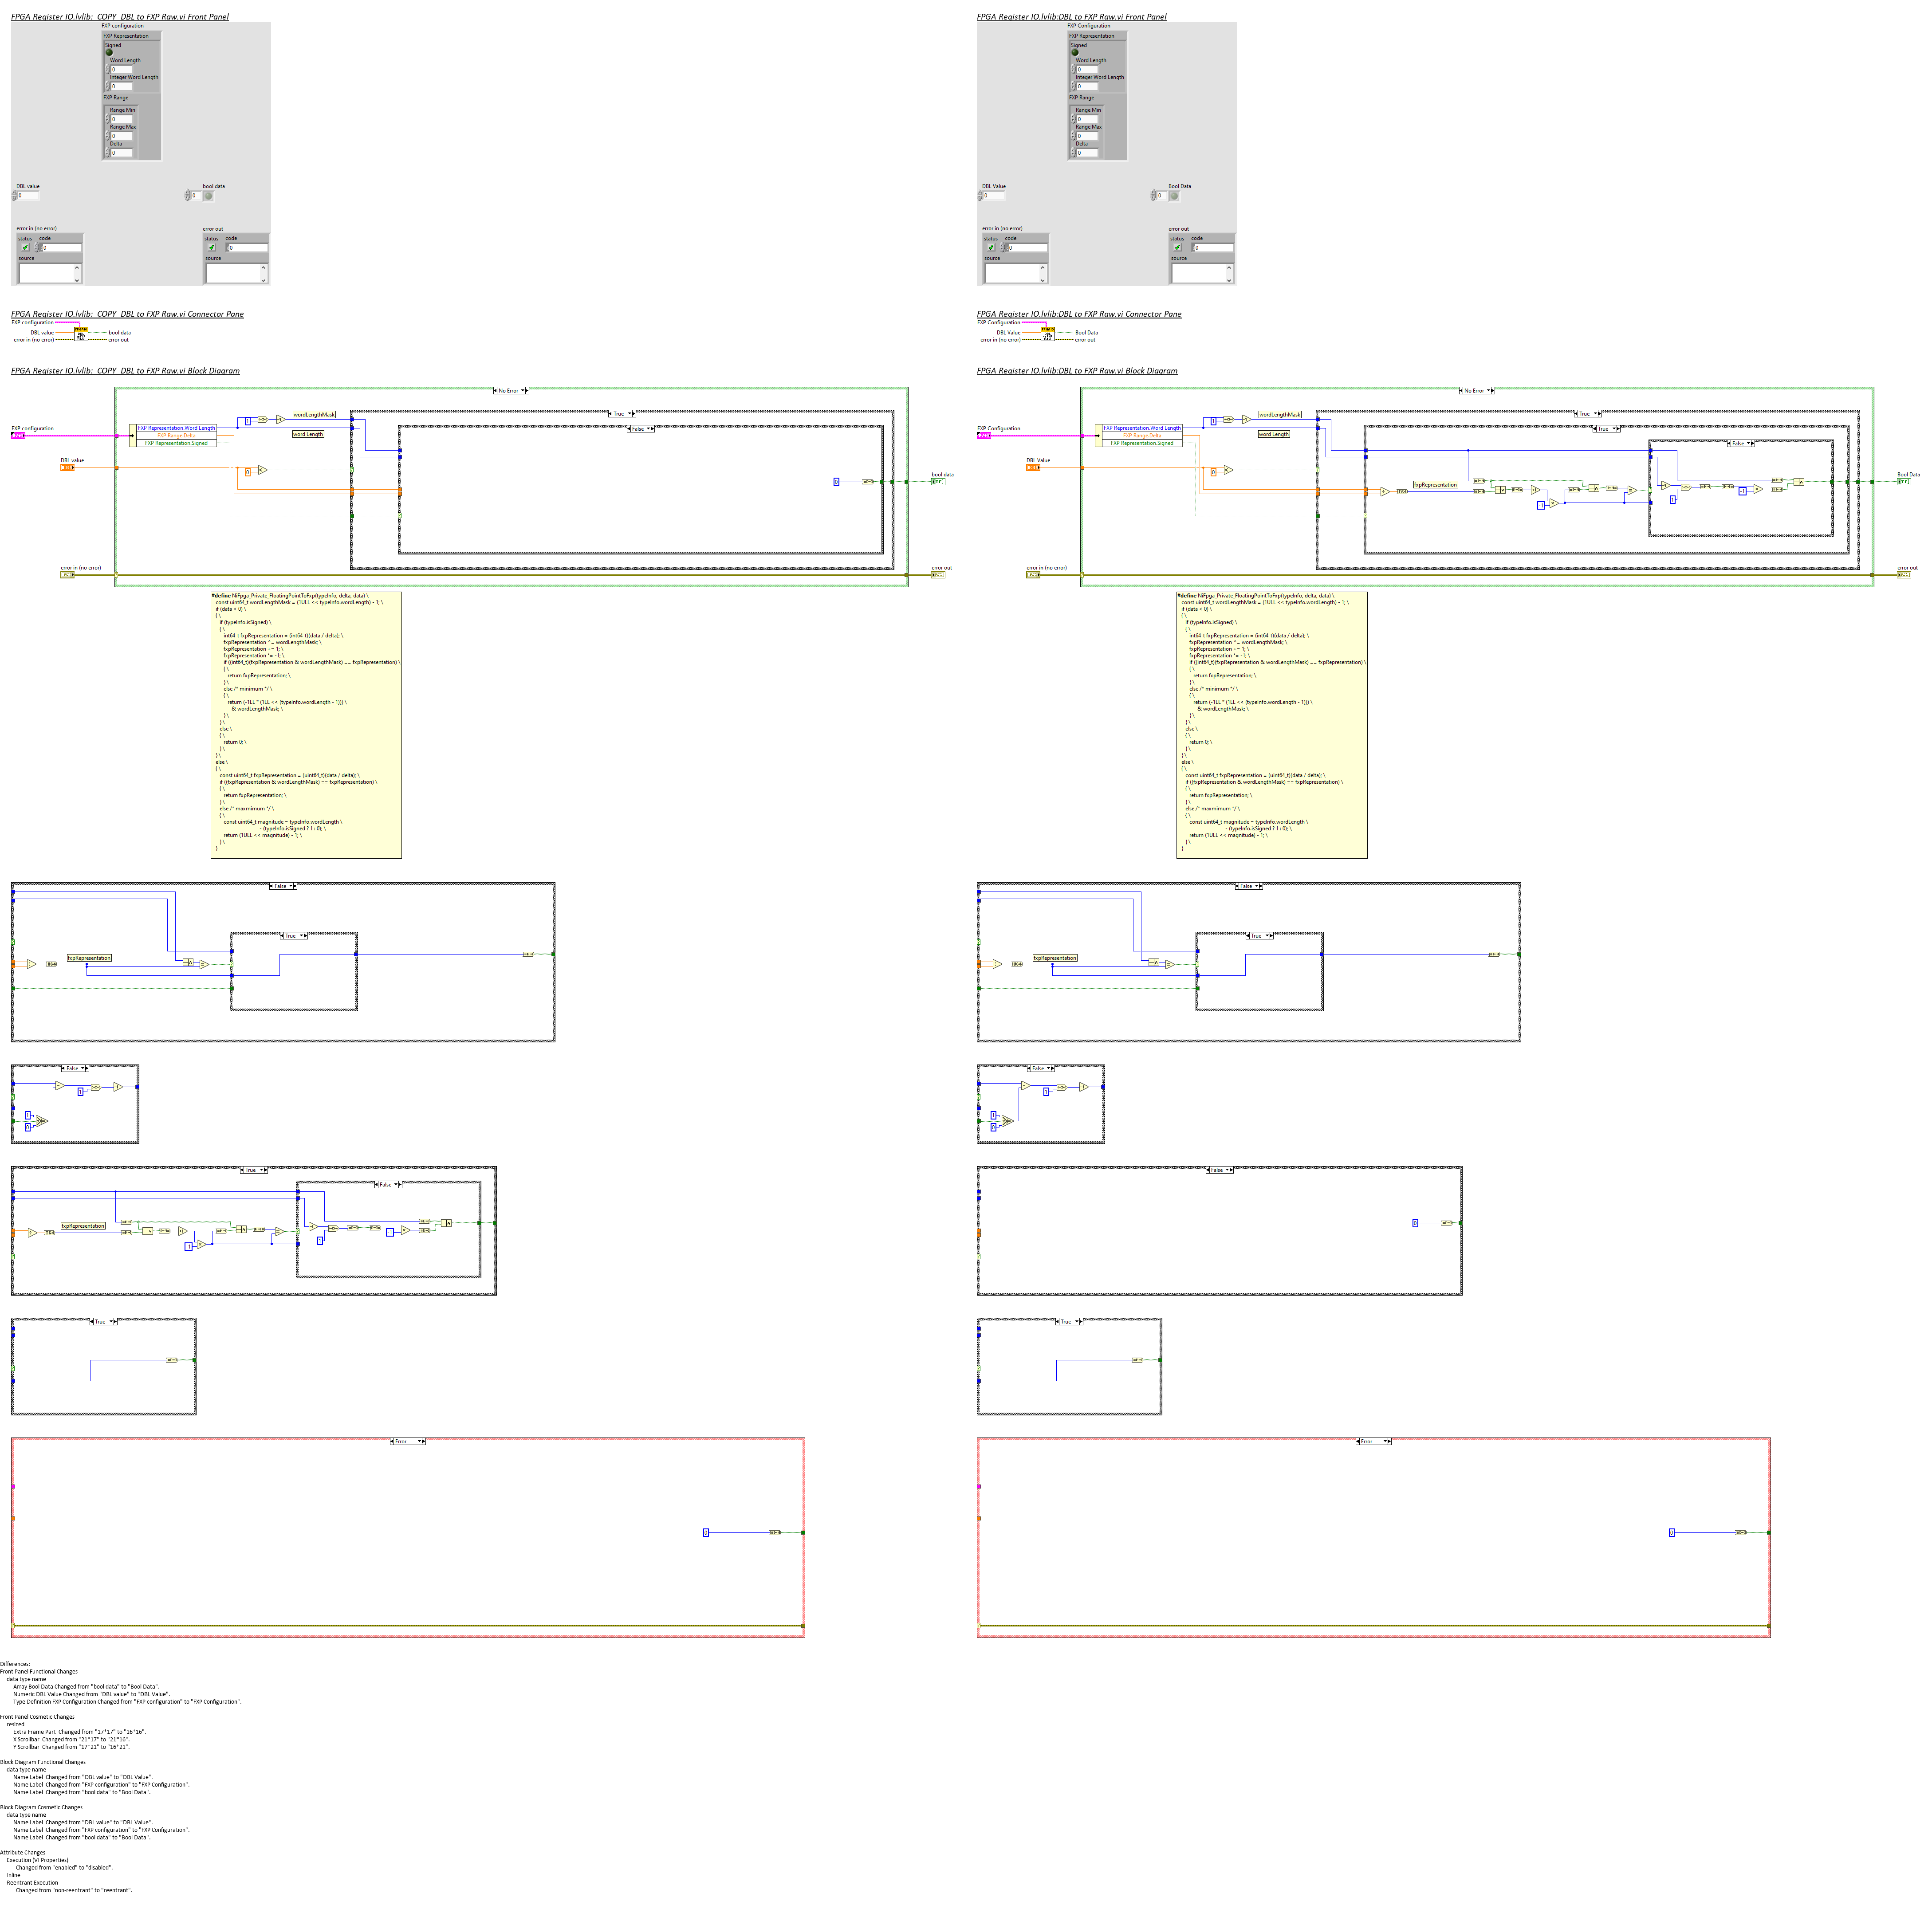 FPGA Register IO.lvlib:_COPY_DBL to FXP Raw.vi Front Panel
FXP configuration
FXP Representation
Signed
Word Length
0
Integer Word Length
0
FXP Range
Range Min
0
Range Max
0
Delta
0
DBL value
0
bool data
0
error in (no error)
status code
0
source
error out
status code
0
source
FPGA Register IO.lvlib:_COPY_DBL to FXP Raw.vi Connector Pane
FXP configuration
DBL value
bool data
error in (no error)
error out
FPGA Register IO.lvlib:_COPY_DBL to FXP Raw.vi Block Diagram
No Error
True
False
wordLengthMask
word Length
1
FXP configuration
FXP Representation.Word Length
FXP Range.Delta
FXP Representation.Signed
DBL value
0
0
bool data
error in (no error)
error out
#define NiFpga_Private_FloatingPointToFxp(typeInfo, delta, data) \
const uint64_t wordLengthMask = (1ULL << typeInfo.wordLength) - 1; \
if (data < 0) \
{ \
if (typeInfo.isSigned) \
{ \
int64_t fxpRepresentation = (int64_t)(data / delta); \
fxpRepresentation ^= wordLengthMask; \
fxpRepresentation += 1; \
fxpRepresentation *= -1; \
if ((int64_t)(fxpRepresentation & wordLengthMask) == fxpRepresentation) \
{ \
return fxpRepresentation; \
} \
else /* minimum */ \
{ \
return (-1LL * (1LL << (typeInfo.wordLength - 1))) \
& wordLengthMask; \
} \
} \
else \
{ \
return 0; \
} \
} \
else \
{ \
const uint64_t fxpRepresentation = (uint64_t)(data / delta); \
if ((fxpRepresentation & wordLengthMask) == fxpRepresentation) \
{ \
return fxpRepresentation; \
} \
else /* maxmimum */ \
{ \
const uint64_t magnitude = typeInfo.wordLength \
- (typeInfo.isSigned ? 1 : 0); \
return (1ULL << magnitude) - 1; \
} \
}
False
True
fxpRepresentation
False
1
1
0
True
False
fxpRepresentation
-1
1
-1
True
Error
0
FPGA Register IO.lvlib:DBL to FXP Raw.vi Front Panel
FXP Configuration
FXP Representation
Signed
Word Length
0
Integer Word Length
0
FXP Range
Range Min
0
Range Max
0
Delta
0
DBL Value
0
Bool Data
0
error in (no error)
status code
0
source
error out
status code
0
source
FPGA Register IO.lvlib:DBL to FXP Raw.vi Connector Pane
FXP Configuration
DBL Value
Bool Data
error in (no error)
error out
FPGA Register IO.lvlib:DBL to FXP Raw.vi Block Diagram
No Error
True
True
False
wordLengthMask
word Length
1
FXP Configuration
FXP Representation.Word Length
FXP Range.Delta
FXP Representation.Signed
DBL Value
0
fxpRepresentation
-1
1
-1
Bool Data
error in (no error)
error out
#define NiFpga_Private_FloatingPointToFxp(typeInfo, delta, data) \
const uint64_t wordLengthMask = (1ULL << typeInfo.wordLength) - 1; \
if (data < 0) \
{ \
if (typeInfo.isSigned) \
{ \
int64_t fxpRepresentation = (int64_t)(data / delta); \
fxpRepresentation ^= wordLengthMask; \
fxpRepresentation += 1; \
fxpRepresentation *= -1; \
if ((int64_t)(fxpRepresentation & wordLengthMask) == fxpRepresentation) \
{ \
return fxpRepresentation; \
} \
else /* minimum */ \
{ \
return (-1LL * (1LL << (typeInfo.wordLength - 1))) \
& wordLengthMask; \
} \
} \
else \
{ \
return 0; \
} \
} \
else \
{ \
const uint64_t fxpRepresentation = (uint64_t)(data / delta); \
if ((fxpRepresentation & wordLengthMask) == fxpRepresentation) \
{ \
return fxpRepresentation; \
} \
else /* maxmimum */ \
{ \
const uint64_t magnitude = typeInfo.wordLength \
- (typeInfo.isSigned ? 1 : 0); \
return (1ULL << magnitude) - 1; \
} \
}
False
True
fxpRepresentation
False
1
1
0
False
0
True
Error
0
Differences:
Front Panel Functional Changes
data type name
Array Bool Data Changed from "bool data" to "Bool Data".
Numeric DBL Value Changed from "DBL value" to "DBL Value".
Type Definition FXP Configuration Changed from "FXP configuration" to "FXP Configuration".
Front Panel Cosmetic Changes
resized
Extra Frame Part Changed from "17*17" to "16*16".
X Scrollbar Changed from "21*17" to "21*16".
Y Scrollbar Changed from "17*21" to "16*21".
Block Diagram Functional Changes
data type name
Name Label Changed from "DBL value" to "DBL Value".
Name Label Changed from "FXP configuration" to "FXP Configuration".
Name Label Changed from "bool data" to "Bool Data".
Block Diagram Cosmetic Changes
data type name
Name Label Changed from "DBL value" to "DBL Value".
Name Label Changed from "FXP configuration" to "FXP Configuration".
Name Label Changed from "bool data" to "Bool Data".
Attribute Changes
Execution (VI Properties)
Changed from "enabled" to "disabled".
Inline
Reentrant Execution
Changed from "non-reentrant" to "reentrant".